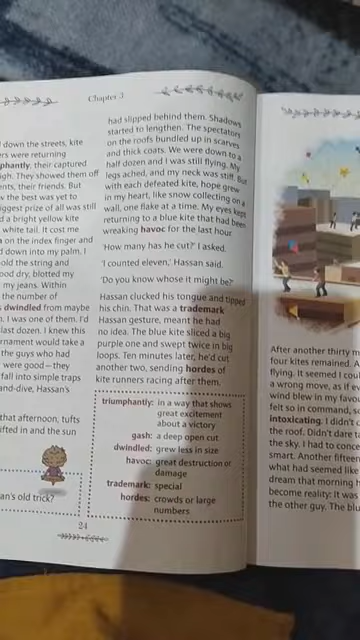 Chapter 3
down the streets, kite
ers were returning
phantly, their captured
igh. They showed them off
ents, their friends. But
w the best was yet to
iggest prize of all was still
d a bright yellow kite
white tail. It cost me
on the index finger and
down into my palm. I
old the string and
ood dry, blotted my
my jeans. Within
the number of
s dwindled from maybe
. I was one of them. I'd
last dozen. I knew this
rnament would take a
the guys who had
were good—they
fall into simple traps
and-dive, Hassan's
that afternoon, tufts
ifted in and the sun
an's old trick?
had slipped behind them. Shadows
started to lengthen. The spectators
on the roofs bundled up in scarves
and thick coats. We were down to a
half dozen and I was still flying. My
legs ached, and my neck was stiff. But
with each defeated kite, hope grew
in my heart, like snow collecting on a
wall, one flake at a time. My eyes kept
returning to a blue kite that had been
wreaking havoc for the last hour.
'How many has he cut?' I asked.
'I counted eleven,' Hassan said.
'Do you know whose it might be?'
Hassan clucked his tongue and tipped
his chin. That was a trademark
Hassan gesture, meant he had
no idea. The blue kite sliced a big
purple one and swept twice in big
loops. Ten minutes later, he'd cut
another two, sending hordes of
kite runners racing after them.
triumphantly: in a way that shows
great excitement
about a victory
gash: a deep open cut
dwindled: grew less in size
havoc: great destruction or
damage
trademark: special
hordes: crowds or large
numbers
24
After another thirty m
four kites remained. A
flying. It seemed I cou
a wrong move, as if ev
wind blew in my favou
felt so in command, s
intoxicating. I didn't
the roof. Didn't dare t
the sky. I had to conce
smart. Another fifteen
what had seemed like
dream that morning h
become reality: It was
the other guy. The blu